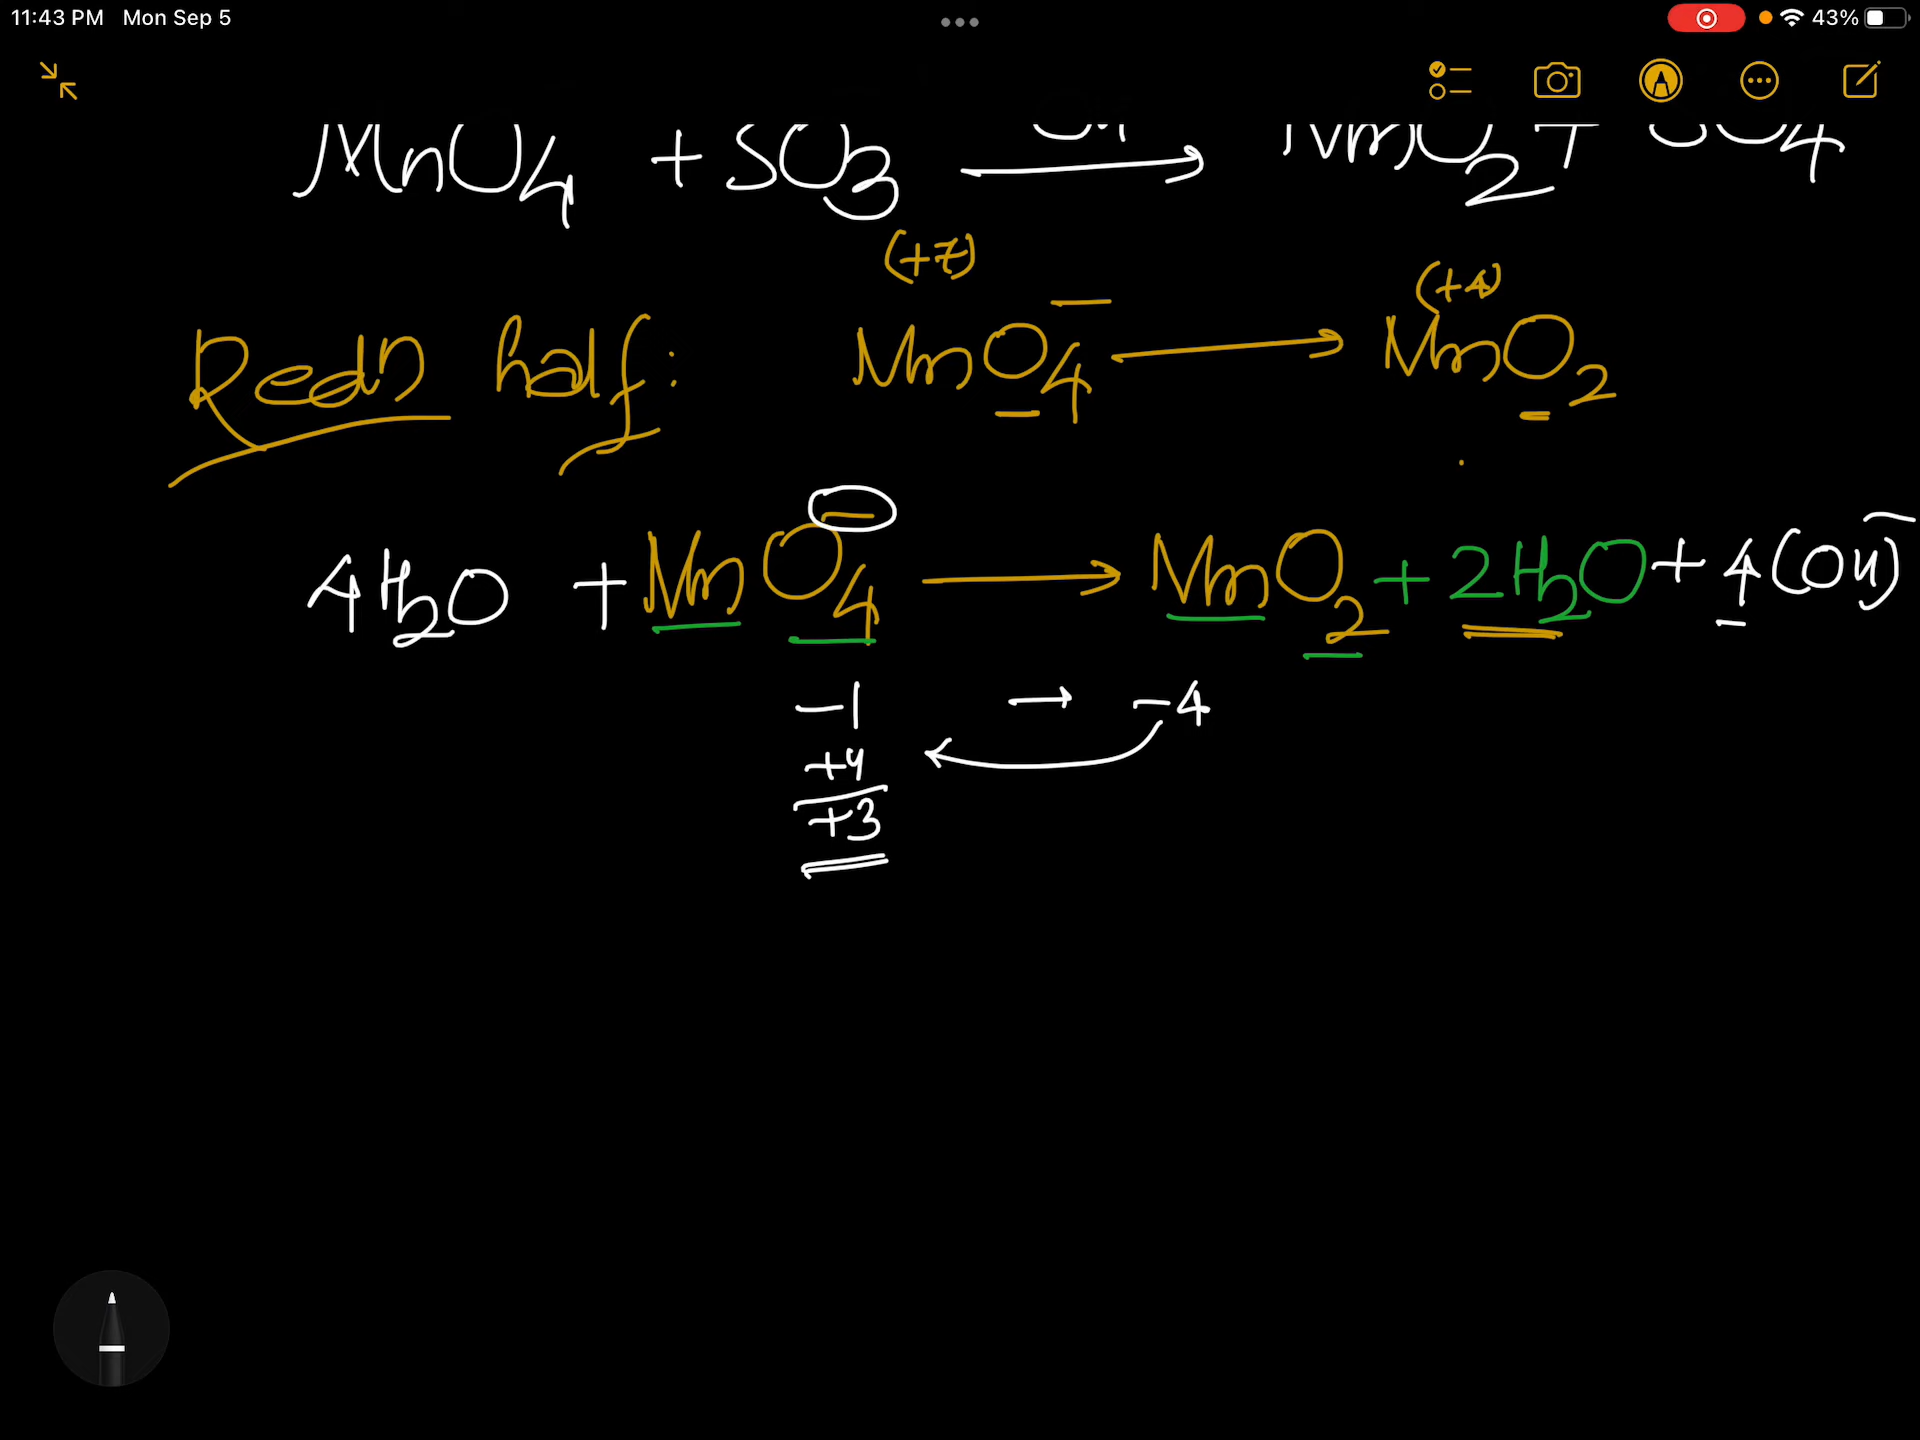 11:43 PM Mon Sep 5 43%
MnO4 + SO3 → MnO2 + SO4
(+7) (+4)
Redn half: MnO4⁻ → MnO2
4H2O + MnO4⁻ → MnO2 + 2H2O + 4(OH)⁻
-1 → -4
+4
+3